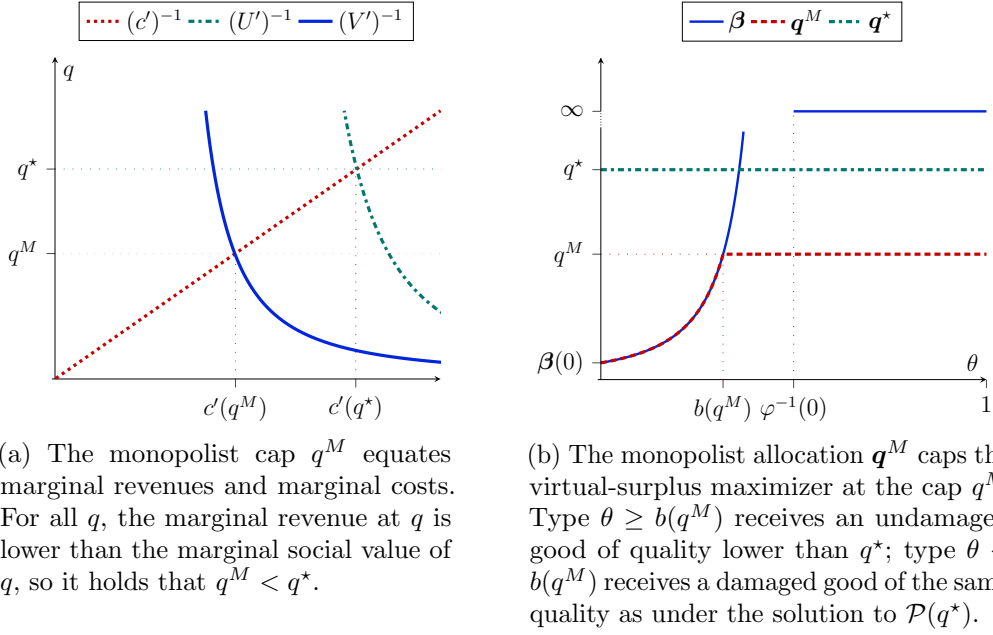 (c′)⁻¹ (U′)⁻¹ (V′)⁻¹
q
q⋆
q^M
c′(q^M) c′(q⋆)
(a) The monopolist cap q^M equates
marginal revenues and marginal costs.
For all q, the marginal revenue at q is
lower than the marginal social value of
q, so it holds that q^M < q⋆.
β q^M q⋆
∞
q⋆
q^M
β(0)
θ
b(q^M) φ⁻¹(0) 1
(b) The monopolist allocation q^M caps
virtual-surplus maximizer at the cap
Type θ ≥ b(q^M) receives an
good of quality lower than q⋆; type θ
b(q^M) receives a damaged good of the
quality as under the solution to P(q⋆).